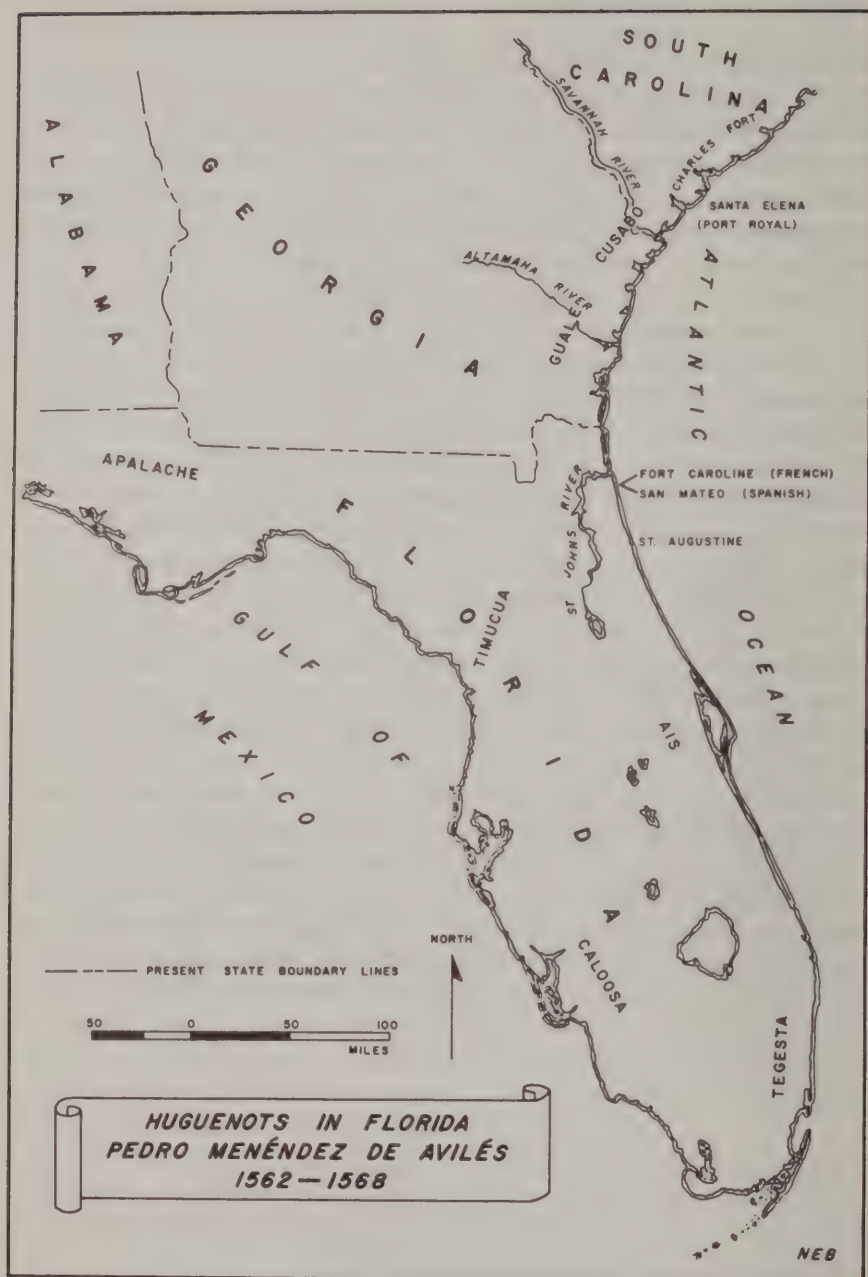 SOUTH
CAROLINA
SAVANNAH RIVER
CHARLES FORT
SANTA ELENA
(PORT ROYAL)
CUSABO
ALABAMA
GEORGIA
ALTAMAHA RIVER
GUALE
ATLANTIC
OCEAN
APALACHE
FORT CAROLINE (FRENCH)
SAN MATEO (SPANISH)
ST JOHNS RIVER
ST. AUGUSTINE
FLORIDA
TIMUCUA
GULF OF
MEXICO
AIS
CALOOSA
TEGESTA
NORTH
PRESENT STATE BOUNDARY LINES
50 0 50 100
MILES
HUGUENOTS IN FLORIDA
PEDRO MENÉNDEZ DE AVILÉS
1562–1568
NEB